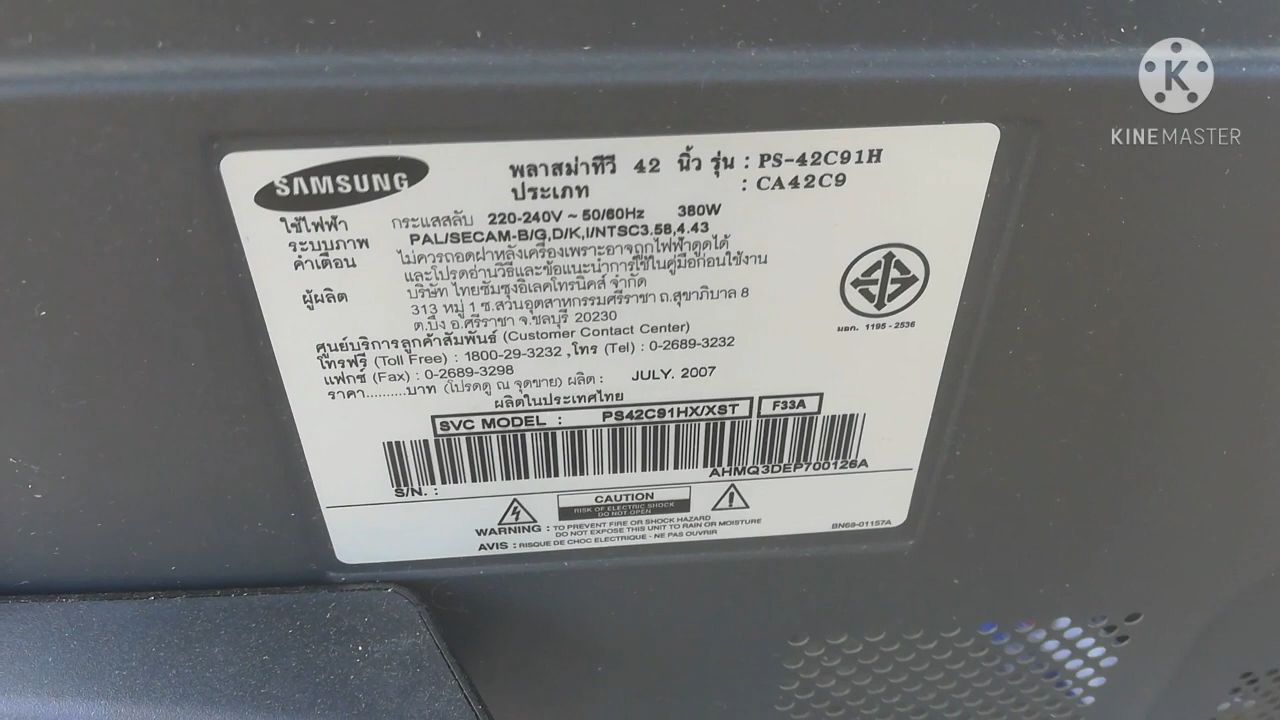 SAMSUNG
พลาสม่าทีวี 42 นิ้ว รุ่น : PS-42C91H
ประเภท : CA42C9
ใช้ไฟฟ้า กระแสสลับ 220-240V ~ 50/60Hz 380W
ระบบภาพ PAL/SECAM-B/G,D/K,I/NTSC3.58,4.43
คำเตือน ไม่ควรถอดฝาหลังเครื่องเพราะอาจถูกไฟฟ้าดูดได้
และโปรดอ่านวิธีและข้อแนะนำการใช้ในคู่มือก่อนใช้งาน
ผู้ผลิต บริษัท ไทยซัมซุงอิเลคโทรนิคส์ จำกัด
313 หมู่ 1 ซ.สวนอุตสาหกรรมศรีราชา ถ.สุขาภิบาล 8
ต.บึง อ.ศรีราชา จ.ชลบุรี 20230
ศูนย์บริการลูกค้าสัมพันธ์ (Customer Contact Center)
โทรฟรี (Toll Free) : 1800-29-3232 ,โทร (Tel) : 0-2689-3232
แฟกซ์ (Fax) : 0-2689-3298
ราคา..........บาท (โปรดดู ณ จุดขาย) ผลิต : JULY. 2007
ผลิตในประเทศไทย
มอก. 1195-2536
SVC MODEL : PS42C91HX/XST F33A
S/N. : AHMQ3DEP700126A
CAUTION
RISK OF ELECTRIC SHOCK
DO NOT OPEN
WARNING : TO PREVENT FIRE OR SHOCK HAZARD
DO NOT EXPOSE THIS UNIT TO RAIN OR MOISTURE
AVIS : RISQUE DE CHOC ELECTRIQUE - NE PAS OUVRIR
BN68-01157A
K
KINEMASTER